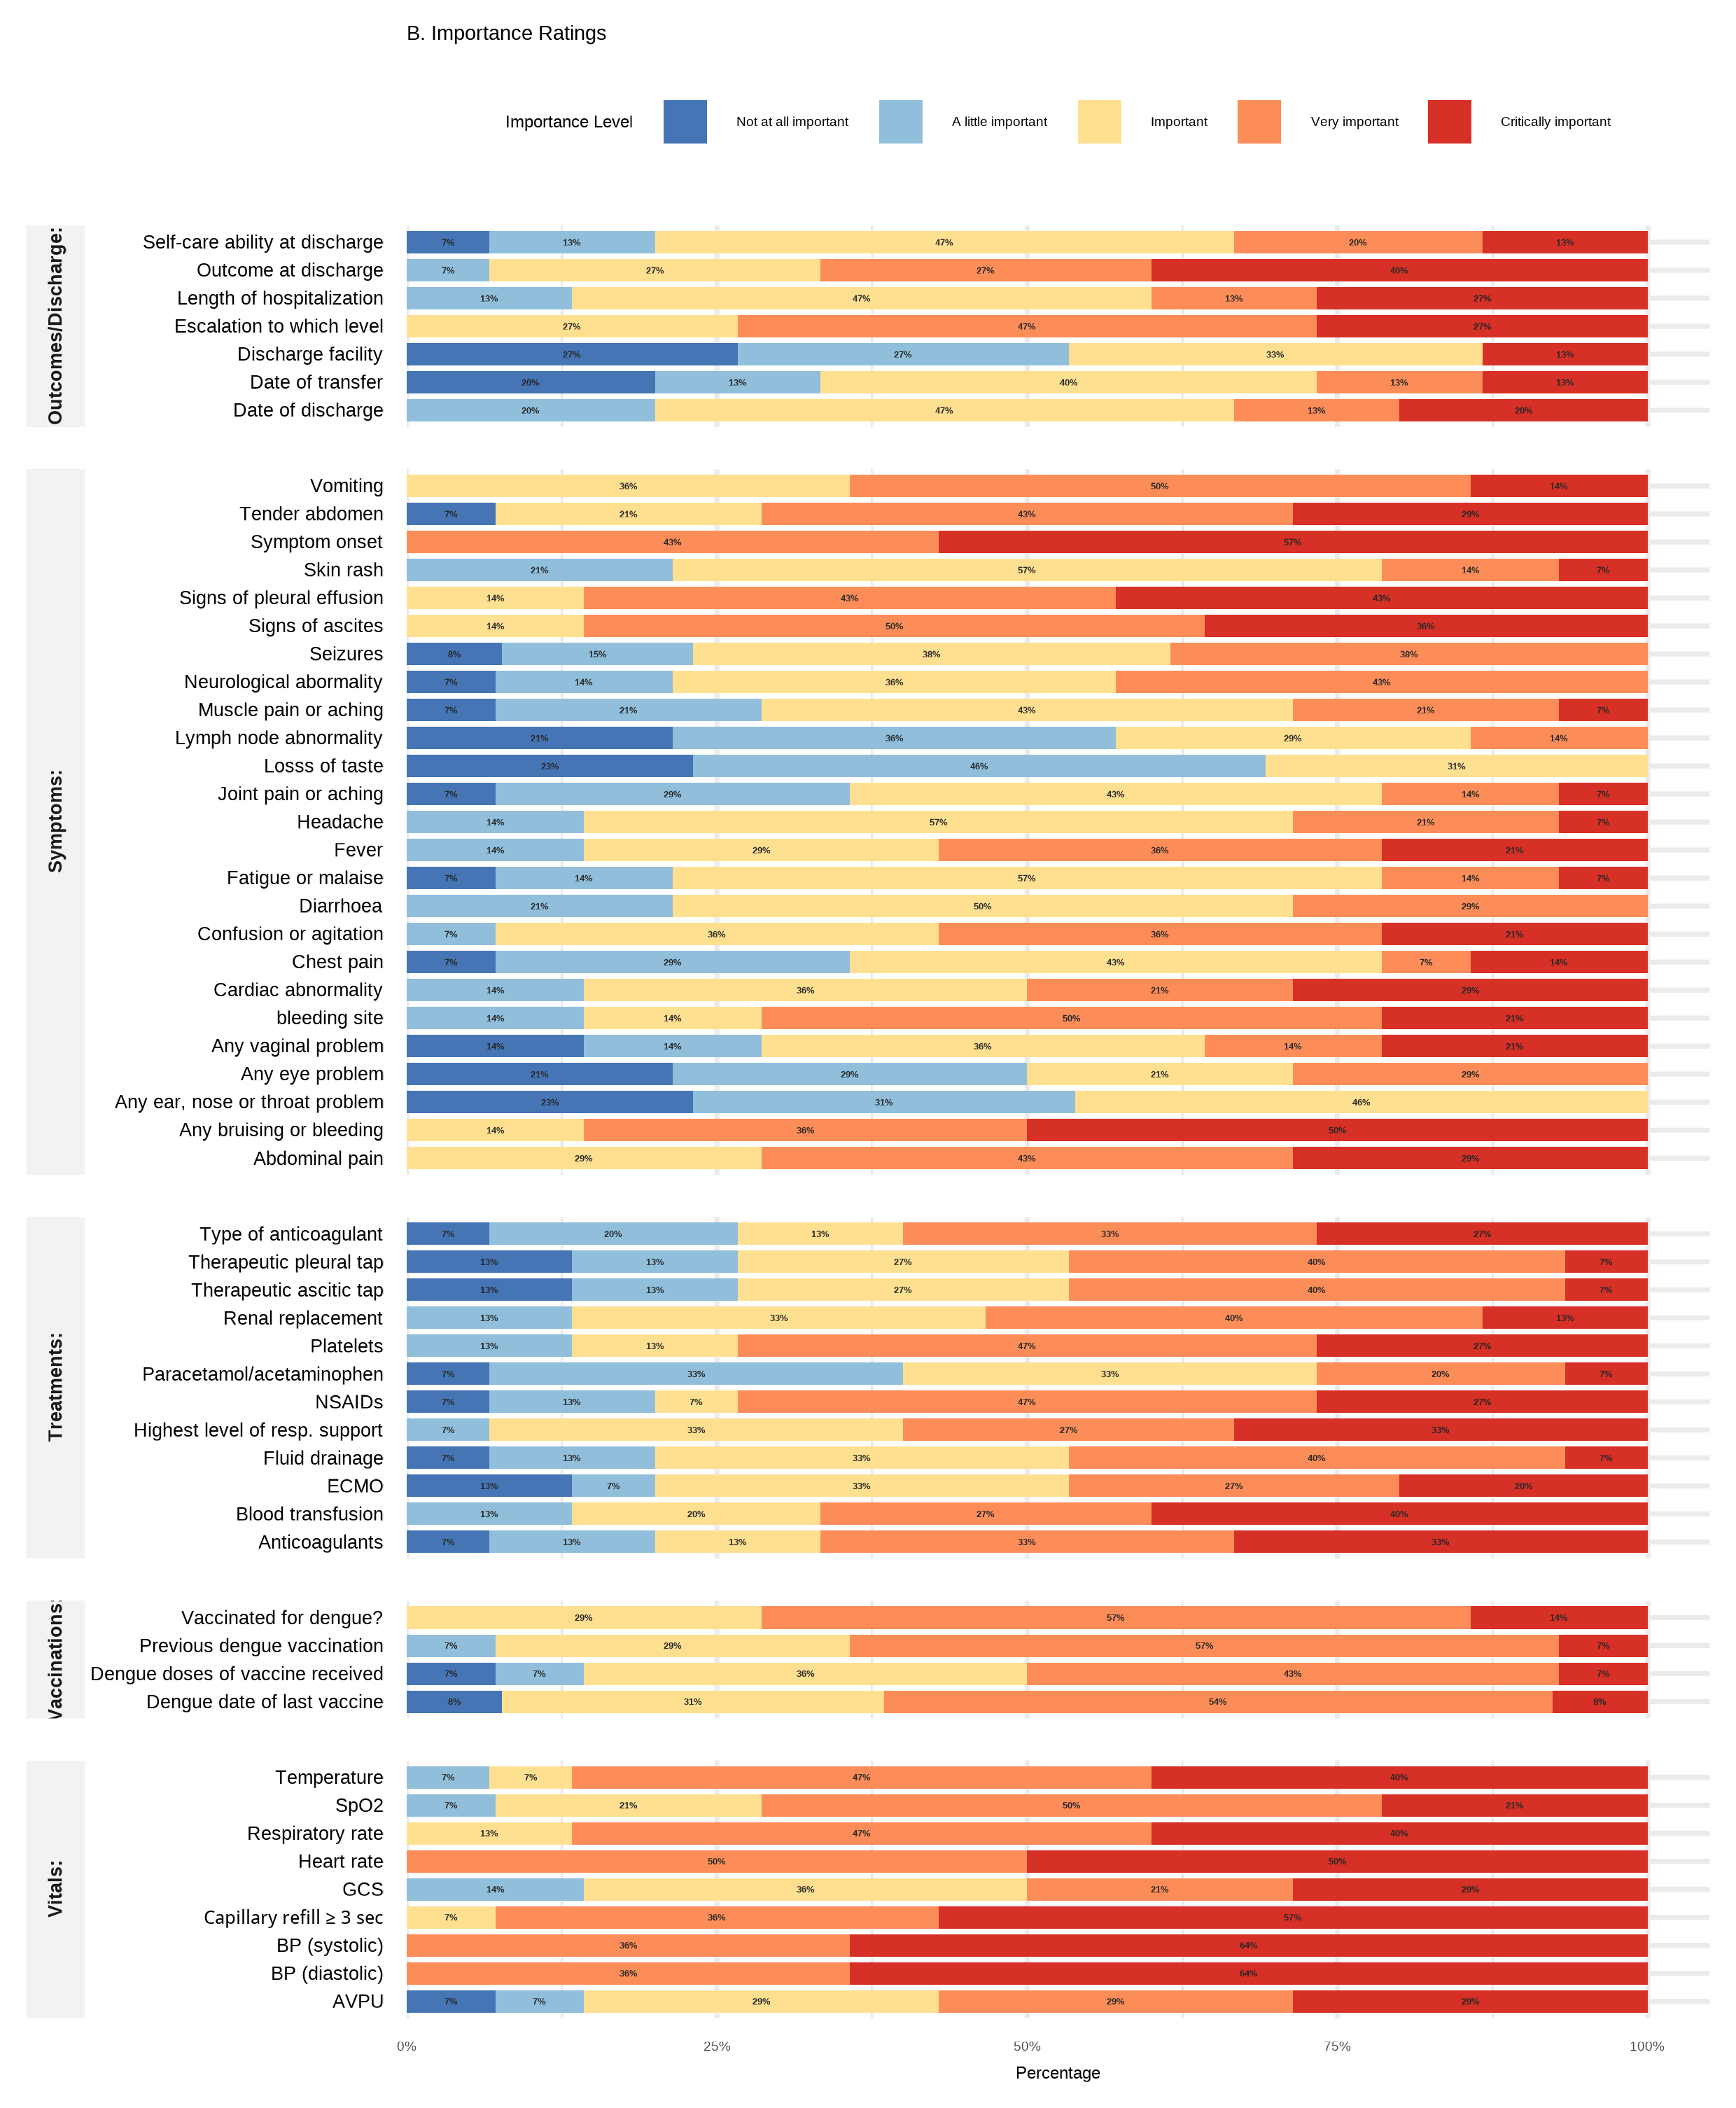 B. Importance Ratings
Importance Level Not at all important A little important Important Very important Critically important
Outcomes/Discharge:
Self-care ability at discharge 7% 13% 47% 20% 13%
Outcome at discharge 7% 27% 27% 40%
Length of hospitalization 13% 47% 13% 27%
Escalation to which level 27% 47% 27%
Discharge facility 27% 27% 33% 13%
Date of transfer 20% 13% 40% 13% 13%
Date of discharge 20% 47% 13% 20%
Symptoms:
Vomiting 36% 50% 14%
Tender abdomen 7% 21% 43% 29%
Symptom onset 43% 57%
Skin rash 21% 57% 14% 7%
Signs of pleural effusion 14% 43% 43%
Signs of ascites 14% 50% 36%
Seizures 8% 15% 38% 38%
Neurological abormality 7% 14% 36% 43%
Muscle pain or aching 7% 21% 43% 21% 7%
Lymph node abnormality 21% 36% 29% 14%
Losss of taste 23% 46% 31%
Joint pain or aching 7% 29% 43% 14% 7%
Headache 14% 57% 21% 7%
Fever 14% 29% 36% 21%
Fatigue or malaise 7% 14% 57% 14% 7%
Diarrhoea 21% 50% 29%
Confusion or agitation 7% 36% 36% 21%
Chest pain 7% 29% 43% 7% 14%
Cardiac abnormality 14% 36% 21% 29%
bleeding site 14% 14% 50% 21%
Any vaginal problem 14% 14% 36% 14% 21%
Any eye problem 21% 29% 21% 29%
Any ear, nose or throat problem 23% 31% 46%
Any bruising or bleeding 14% 36% 50%
Abdominal pain 29% 43% 29%
Treatments:
Type of anticoagulant 7% 20% 13% 33% 27%
Therapeutic pleural tap 13% 13% 27% 40% 7%
Therapeutic ascitic tap 13% 13% 27% 40% 7%
Renal replacement 13% 33% 40% 13%
Platelets 13% 13% 47% 27%
Paracetamol/acetaminophen 7% 33% 33% 20% 7%
NSAIDs 7% 13% 7% 47% 27%
Highest level of resp. support 7% 33% 27% 33%
Fluid drainage 7% 13% 33% 40% 7%
ECMO 13% 7% 33% 27% 20%
Blood transfusion 13% 20% 27% 40%
Anticoagulants 7% 13% 13% 33% 33%
Vaccinations:
Vaccinated for dengue? 29% 57% 14%
Previous dengue vaccination 7% 29% 57% 7%
Dengue doses of vaccine received 7% 7% 36% 43% 7%
Dengue date of last vaccine 8% 31% 54% 8%
Vitals:
Temperature 7% 7% 47% 40%
SpO2 7% 21% 50% 21%
Respiratory rate 13% 47% 40%
Heart rate 50% 50%
GCS 14% 36% 21% 29%
Capillary refill ≥ 3 sec 7% 36% 57%
BP (systolic) 36% 64%
BP (diastolic) 36% 64%
AVPU 7% 7% 29% 29% 29%
0% 25% 50% 75% 100%
Percentage